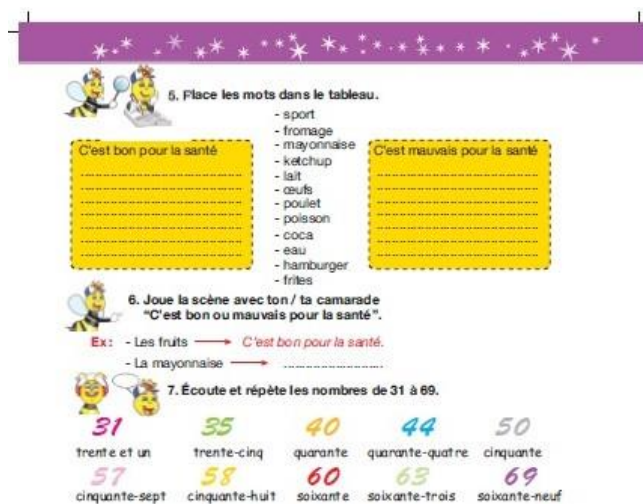 5. Place les mots dans le tableau.
- sport
- fromage
- mayonnaise
- ketchup
- lait
- œufs
- poulet
- poisson
- coca
- eau
- hamburger
- frites
C'est bon pour la santé
C'est mauvais pour la santé
6. Joue la scène avec ton / ta camarade
"C'est bon ou mauvais pour la santé".
Ex : - Les fruits → C'est bon pour la santé.
- La mayonnaise → ..............................
7. Écoute et répète les nombres de 31 à 69.
31 35 40 44 50
trente et un trente-cinq quarante quarante-quatre cinquante
57 58 60 63 69
cinquante-sept cinquante-huit soixante soixante-trois soixante-neuf